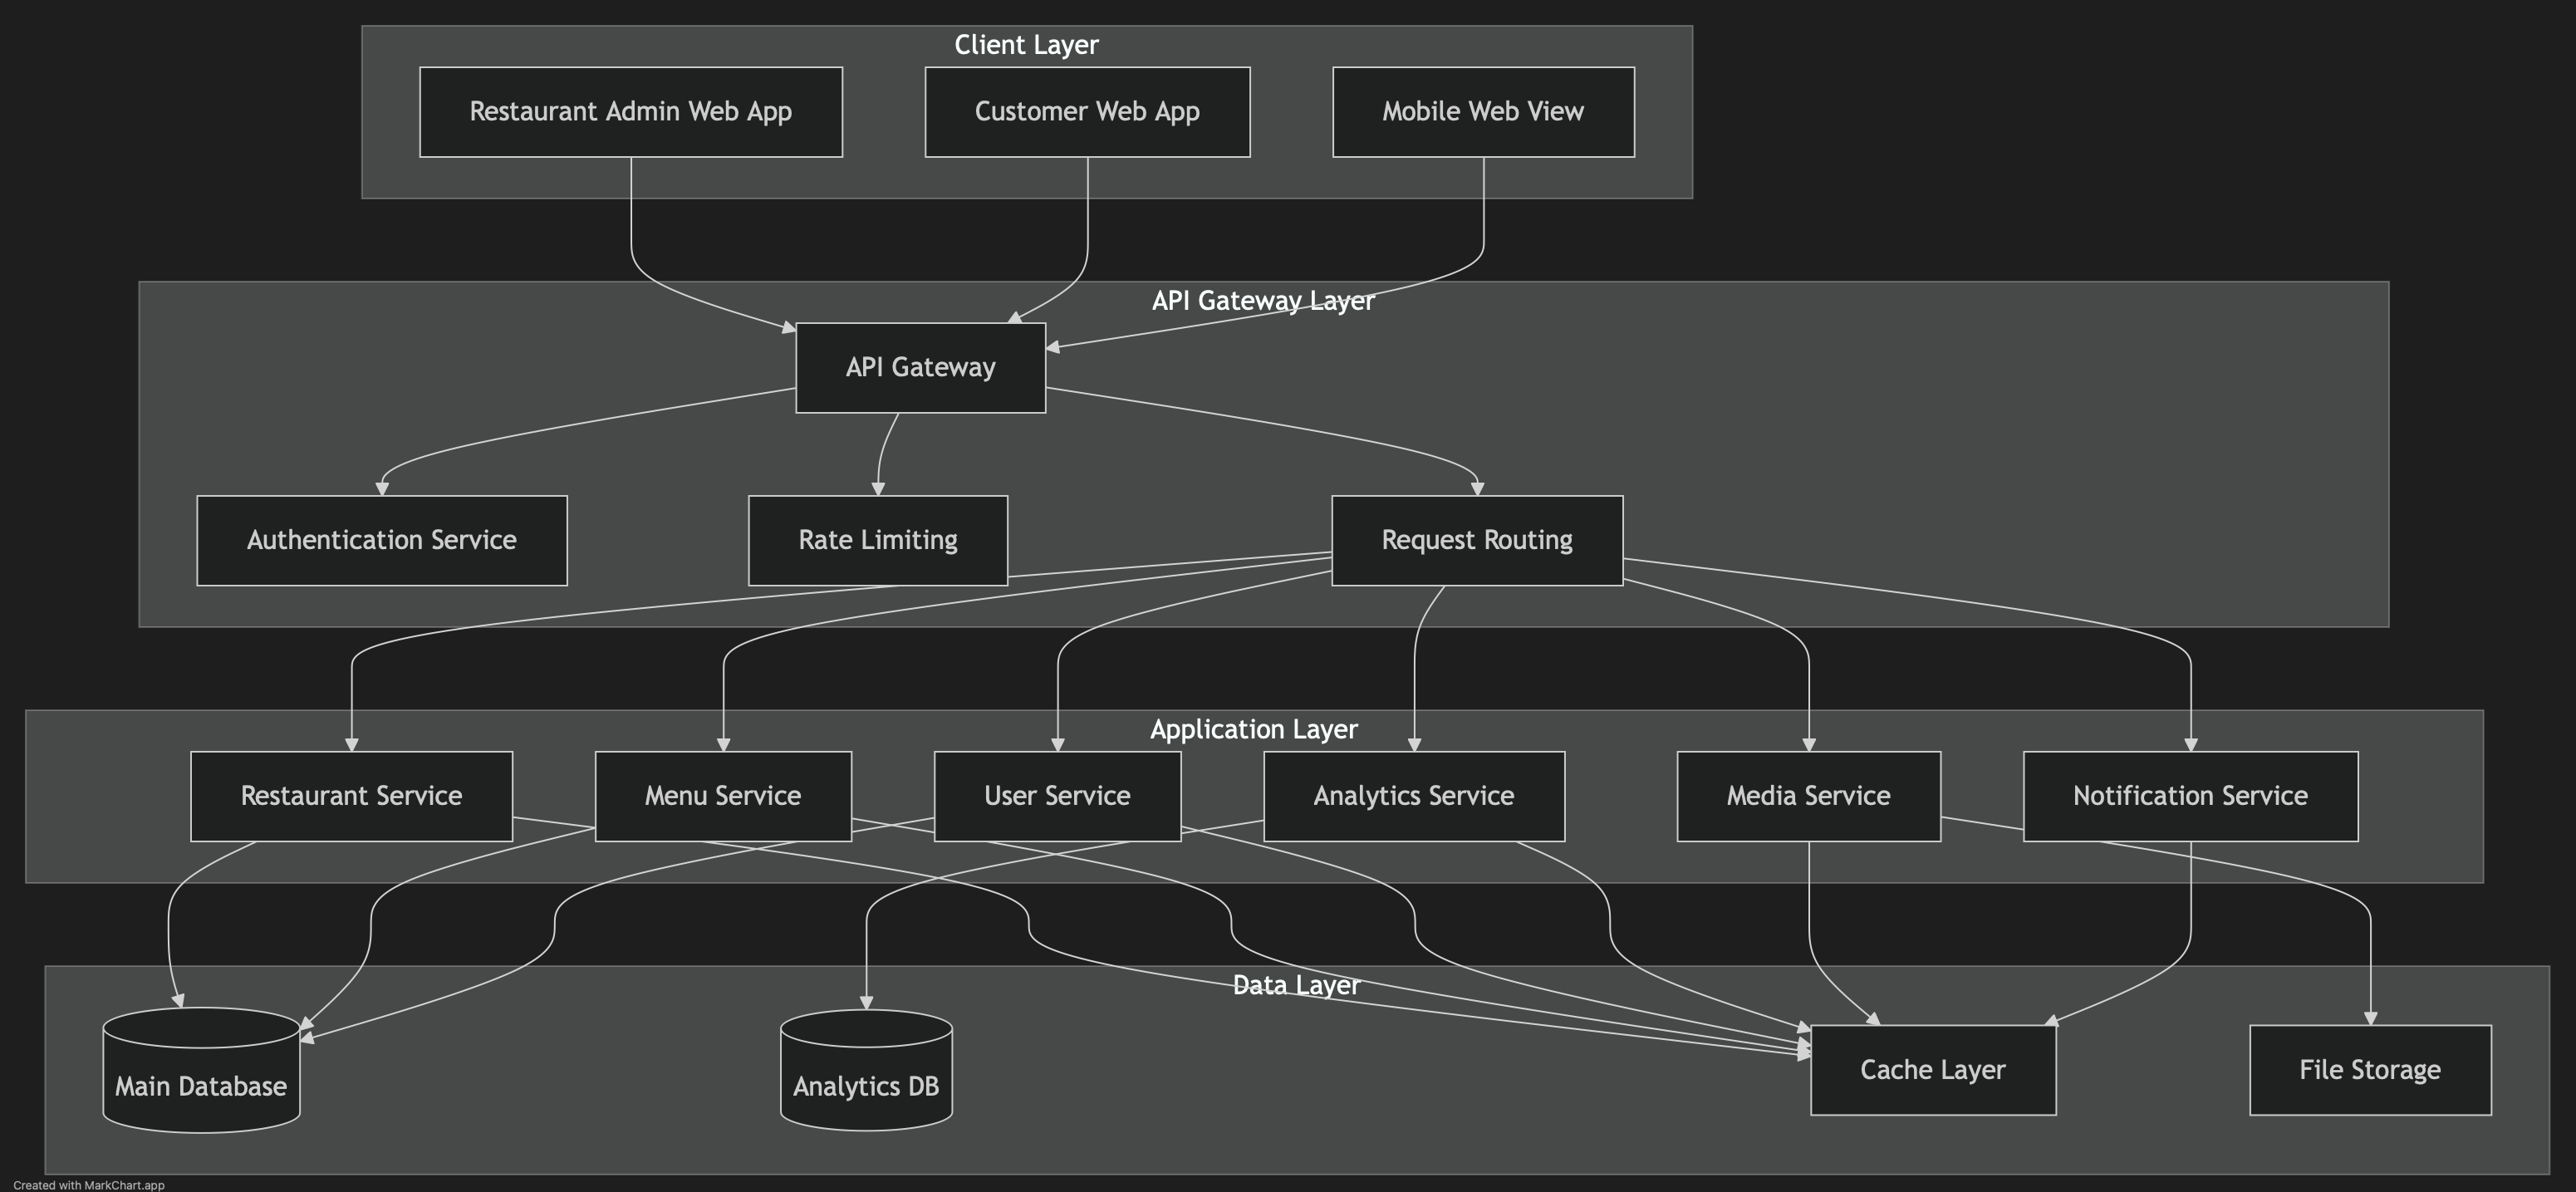 Client Layer
Restaurant Admin Web App
Customer Web App
Mobile Web View
API Gateway Layer
API Gateway
Authentication Service
Rate Limiting
Request Routing
Application Layer
Restaurant Service
Menu Service
User Service
Analytics Service
Media Service
Notification Service
Data Layer
Main Database
Analytics DB
Cache Layer
File Storage
Created with MarkChart.app